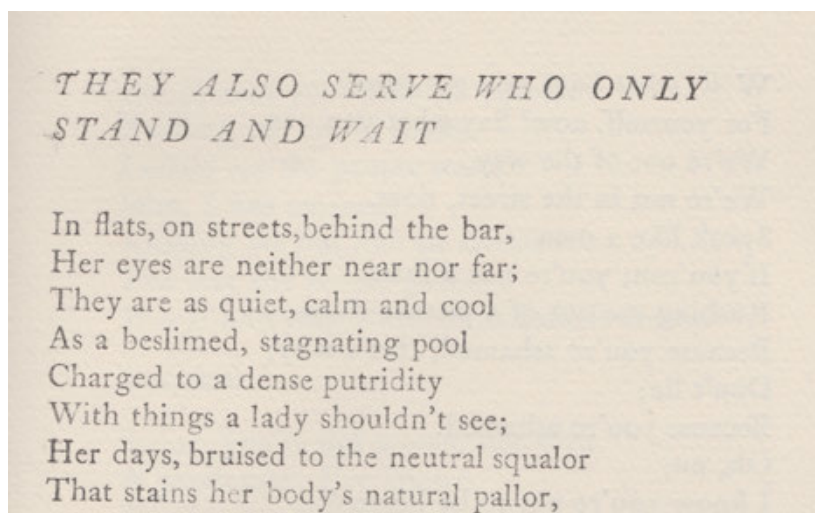 THEY ALSO SERVE WHO ONLY
STAND AND WAIT
In flats, on streets,behind the bar,
Her eyes are neither near nor far;
They are as quiet, calm and cool
As a beslimed, stagnating pool
Charged to a dense putridity
With things a lady shouldn't see;
Her days, bruised to the neutral squalor
That stains her body's natural pallor,